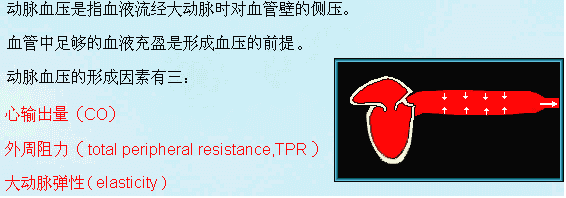 动脉血压是指血液流经大动脉时对血管壁的侧压。
血管中足够的血液充盈是形成血压的前提。
动脉血压的形成因素有三：
心输出量（CO）
外周阻力（total peripheral resistance,TPR）
大动脉弹性（elasticity）